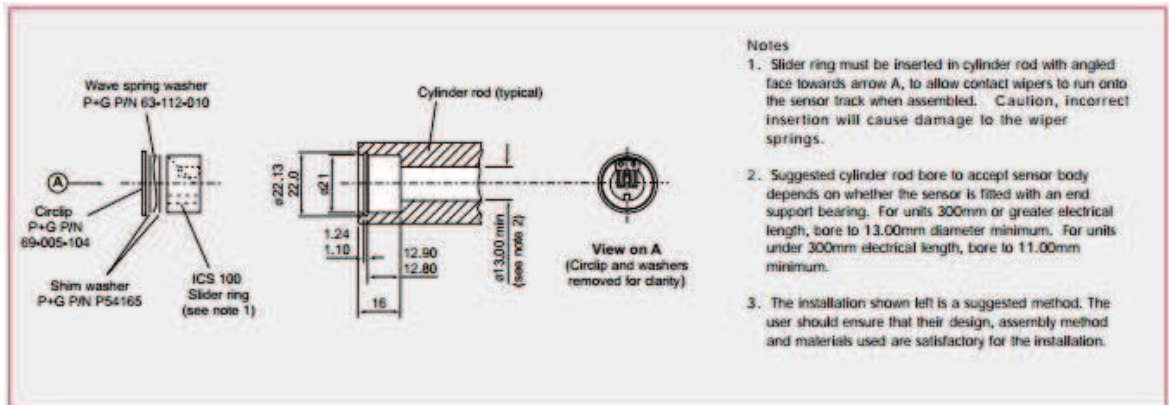 Wave spring washer
P+G P/N 63-112-010
A
Circlip
P+G P/N
69-005-104
Shim washer
P+G P/N P54165
ICS 100
Slider ring
(see note 1)
Cylinder rod (typical)
ø22.13
22.0
ø21
1.24
1.10
12.90
12.80
16
ø13.00 min
(see note 2)
View on A
(Circlip and washers
removed for clarity)
Notes
1. Slider ring must be inserted in cylinder rod with angled
face towards arrow A, to allow contact wipers to run onto
the sensor track when assembled. Caution, incorrect
insertion will cause damage to the wiper
springs.
2. Suggested cylinder rod bore to accept sensor body
depends on whether the sensor is fitted with an end
support bearing. For units 300mm or greater electrical
length, bore to 13.00mm diameter minimum. For units
under 300mm electrical length, bore to 11.00mm
minimum.
3. The installation shown left is a suggested method. The
user should ensure that their design, assembly method
and materials used are satisfactory for the installation.